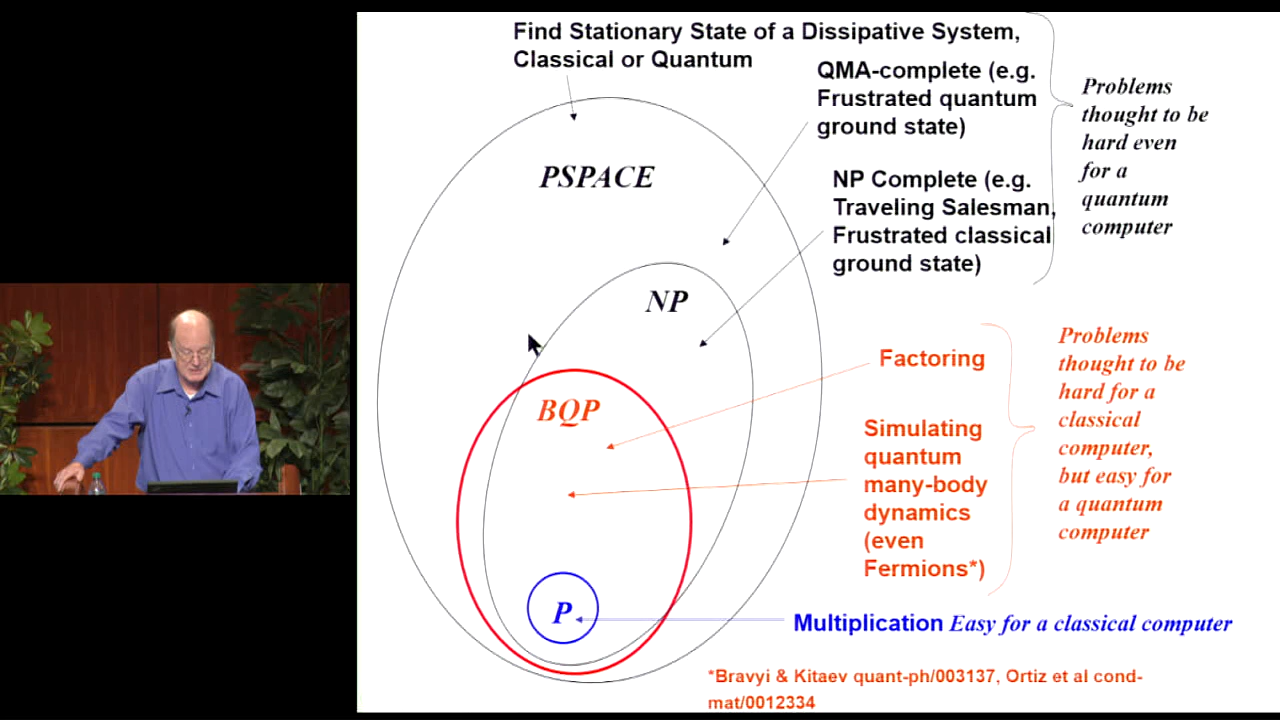 Find Stationary State of a Dissipative System,
Classical or Quantum
QMA-complete (e.g.
Frustrated quantum
ground state)
Problems
thought to be
hard even
for a
quantum
computer
PSPACE
NP Complete (e.g.
Traveling Salesman,
Frustrated classical
ground state)
NP
Factoring
Problems
thought to be
hard for a
classical
computer,
but easy for
a quantum
computer
BQP
Simulating
quantum
many-body
dynamics
(even
Fermions*)
P
Multiplication Easy for a classical computer
*Bravyi & Kitaev quant-ph/003137, Ortiz et al cond-
mat/0012334